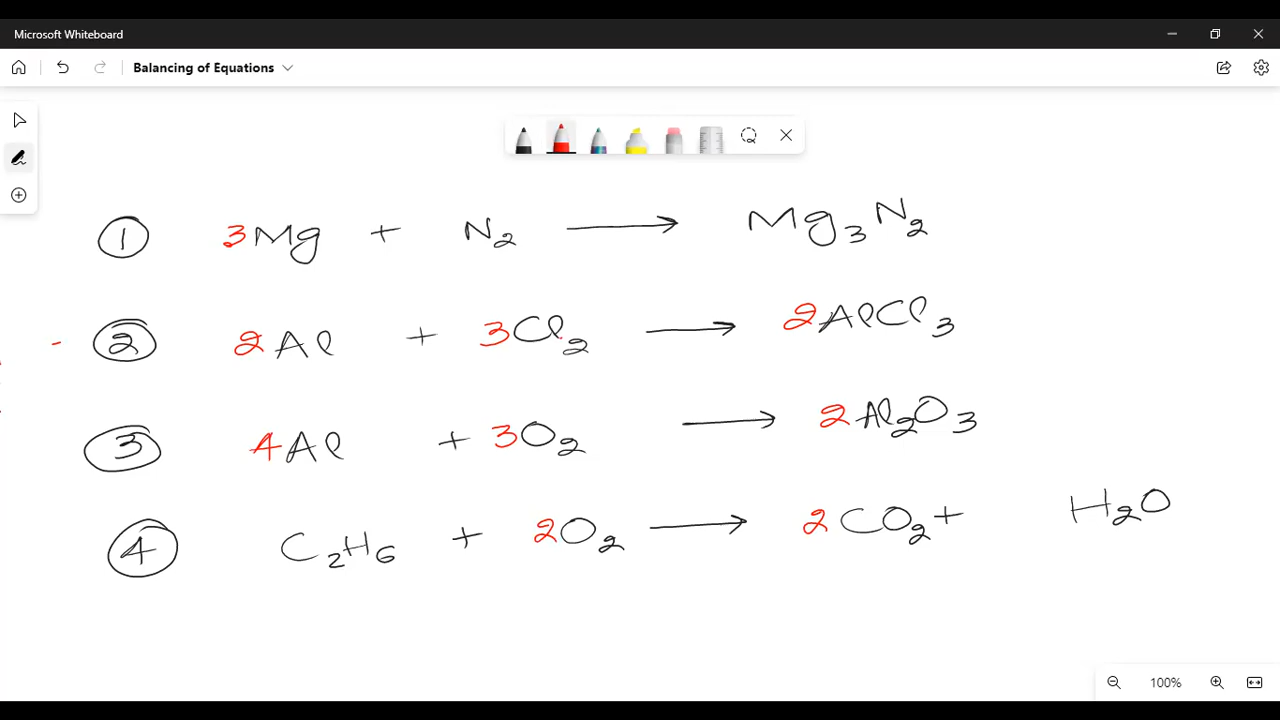 Microsoft Whiteboard
Balancing of Equations
① 3Mg + N₂ → Mg₃N₂
② 2Al + 3Cl₂ → 2AlCl₃
③ 4Al + 3O₂ → 2Al₂O₃
④ C₂H₆ + 2O₂ → 2CO₂ + H₂O
100%